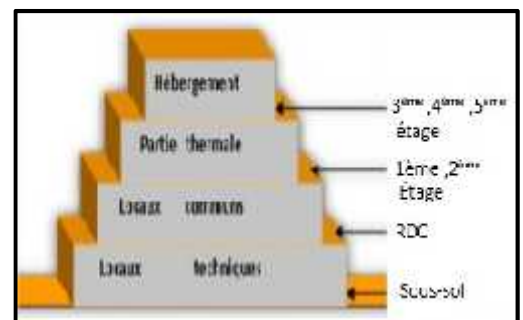 Hébergement
3ème ,4ème ,5ème
étage
Partie thermale
1ème ,2ème
Étage
Locaux communs
RDC
Locaux techniques
Sous-sol